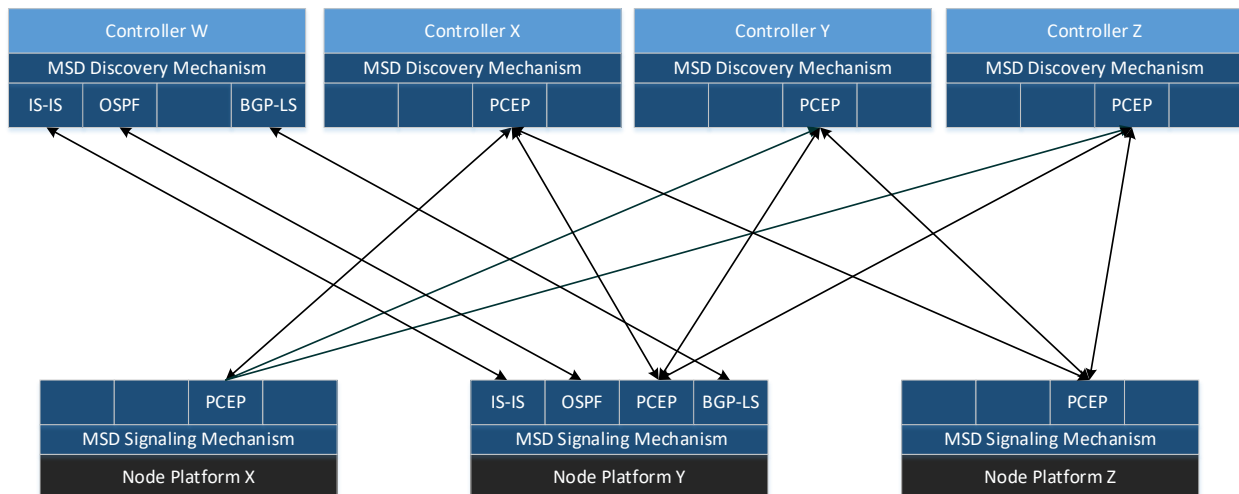 Controller W
Controller X
Controller Y
Controller Z
MSD Discovery Mechanism
MSD Discovery Mechanism
MSD Discovery Mechanism
MSD Discovery Mechanism
IS-IS
OSPF
BGP-LS
PCEP
PCEP
PCEP
PCEP
IS-IS
OSPF
PCEP
BGP-LS
PCEP
MSD Signaling Mechanism
MSD Signaling Mechanism
MSD Signaling Mechanism
Node Platform X
Node Platform Y
Node Platform Z